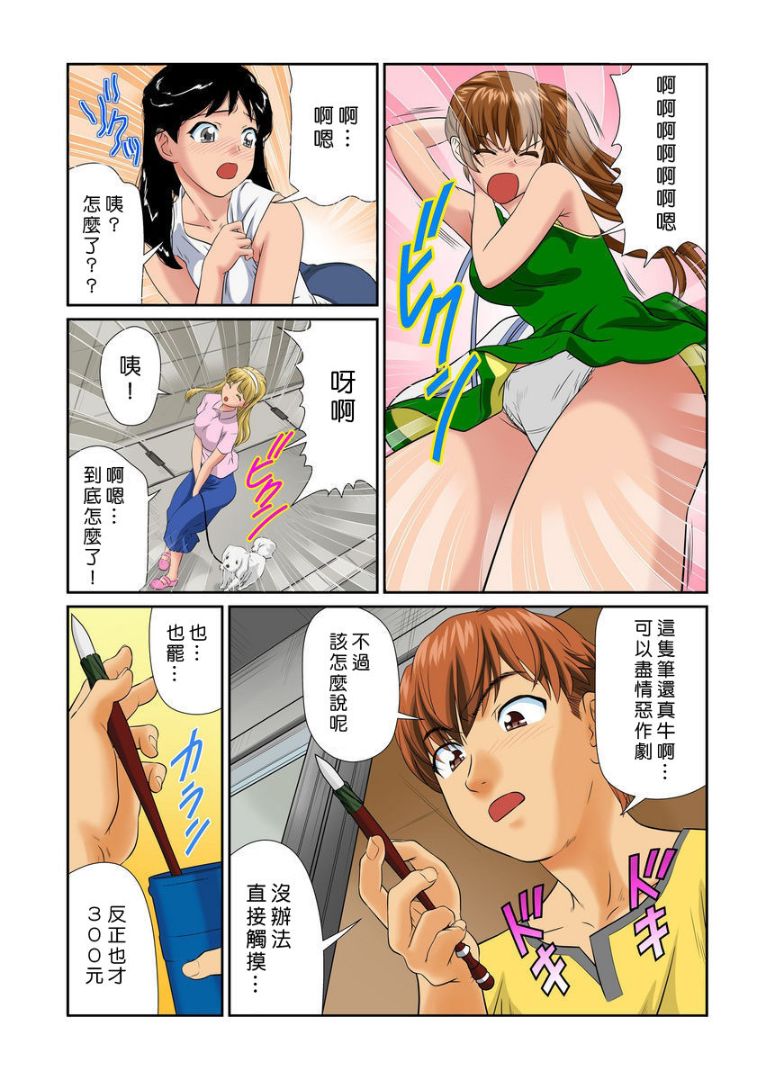 啊啊啊啊啊啊嗯
ビクン
啊…
啊嗯
ゾクッ
咦？
怎麼了？？
呀啊
咦！
ビクン
啊嗯…
到底怎麼了！
這隻筆還真牛啊…
可以盡情惡作劇
不過
該怎麼說呢
沒辦法
直接觸摸…
ドキ
ドキ
也…
也罷…
カラン
反正也才
３００元